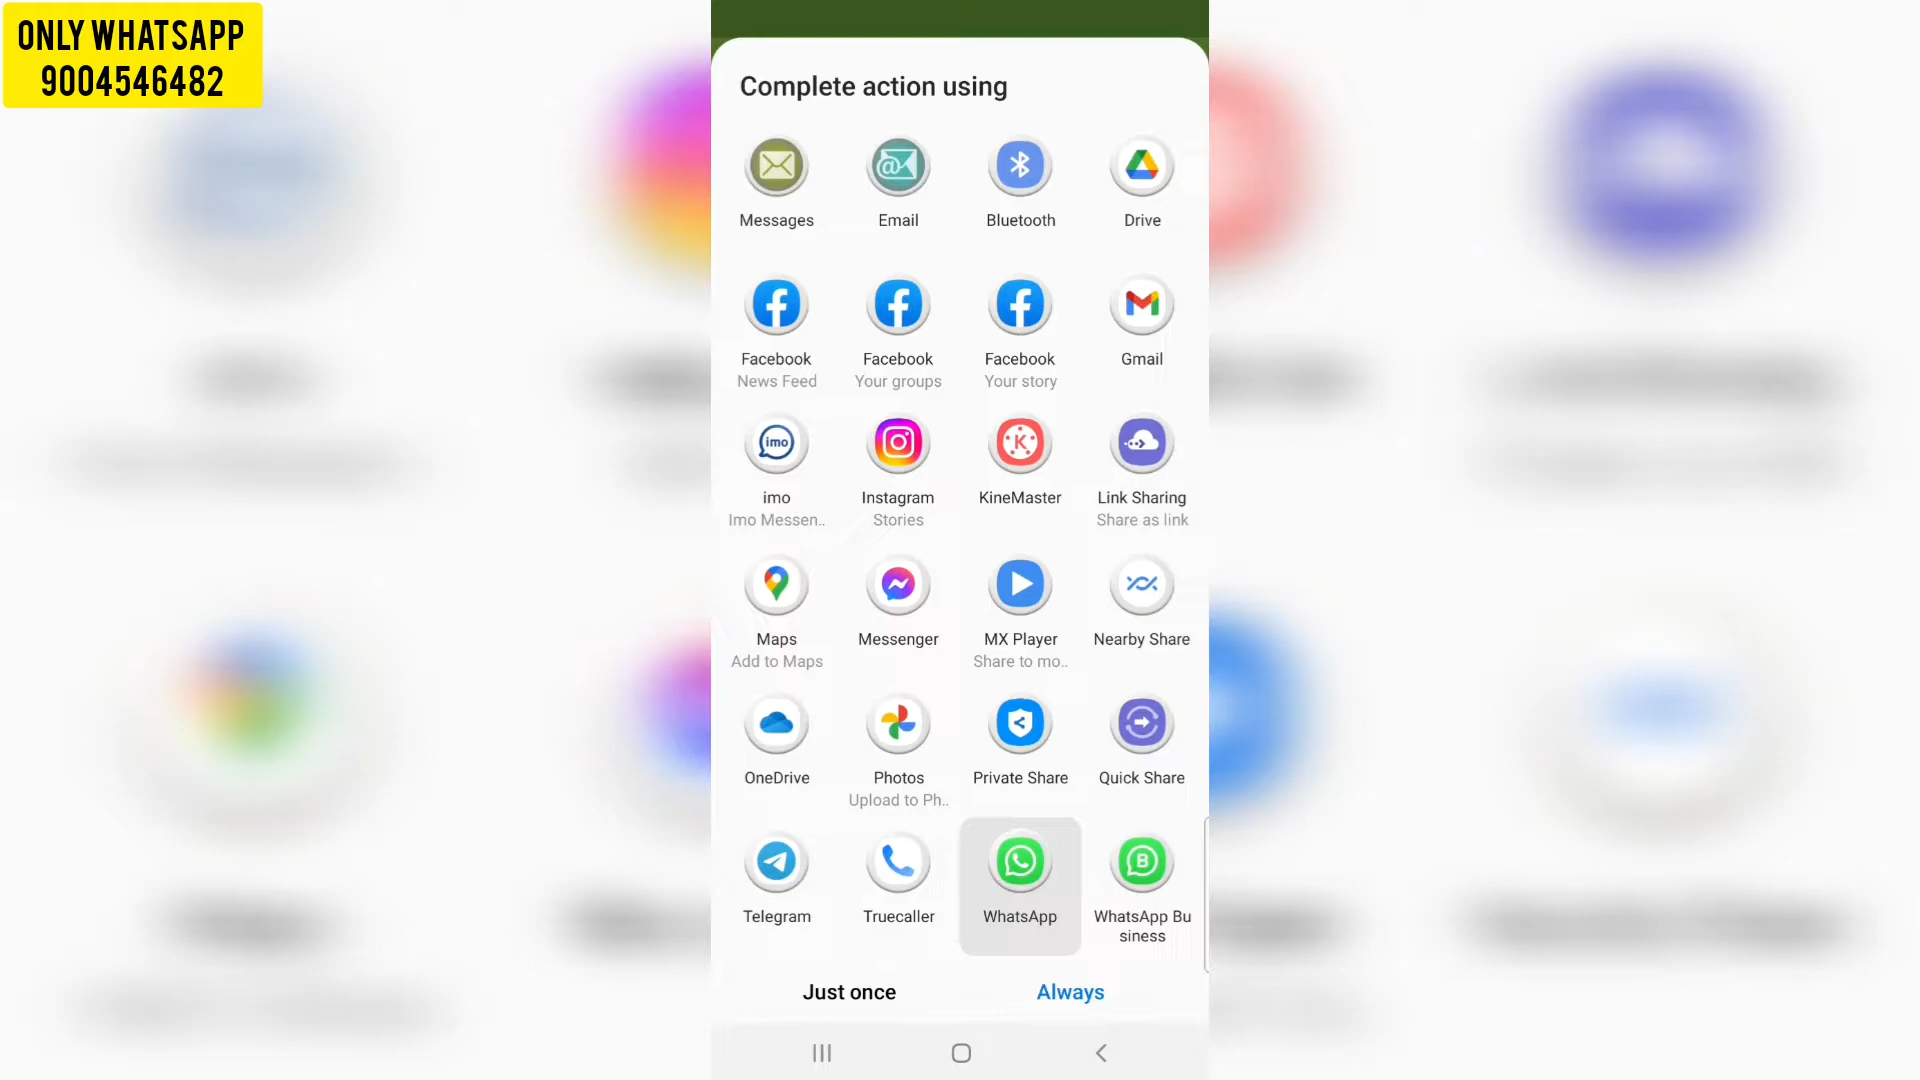 ONLY WHATSAPP
9004546482
Complete action using
Messages Email Bluetooth Drive
Facebook Facebook Facebook Gmail
News Feed Your groups Your story
imo
imo Instagram KineMaster Link Sharing
Imo Messen.. Stories Share as link
Maps Messenger MX Player Nearby Share
Add to Maps Share to mo..
OneDrive Photos Private Share Quick Share
Upload to Ph..
Telegram Truecaller WhatsApp WhatsApp Bu
siness
Just once Always